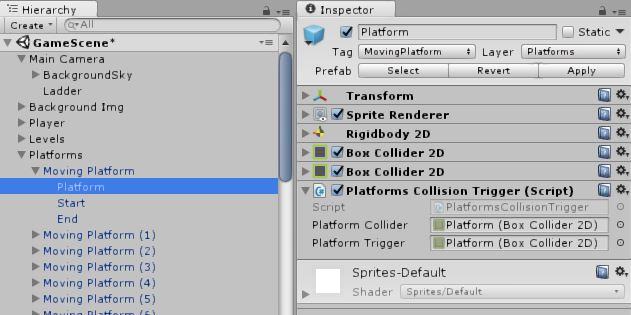 Hierarchy
Create
All
GameScene*
Main Camera
BackgroundSky
Ladder
Background Img
Player
Levels
Platforms
Moving Platform
Platform
Start
End
Moving Platform (1)
Moving Platform (2)
Moving Platform (3)
Moving Platform (4)
Moving Platform (5)
Inspector
Platform
Static
Tag MovingPlatform Layer Platforms
Prefab Select Revert Apply
Transform
Sprite Renderer
Rigidbody 2D
Box Collider 2D
Box Collider 2D
Platforms Collision Trigger (Script)
Script PlatformsCollisionTrigger
Platform Collider Platform (Box Collider 2D)
Platform Trigger Platform (Box Collider 2D)
Sprites-Default
Shader Sprites/Default